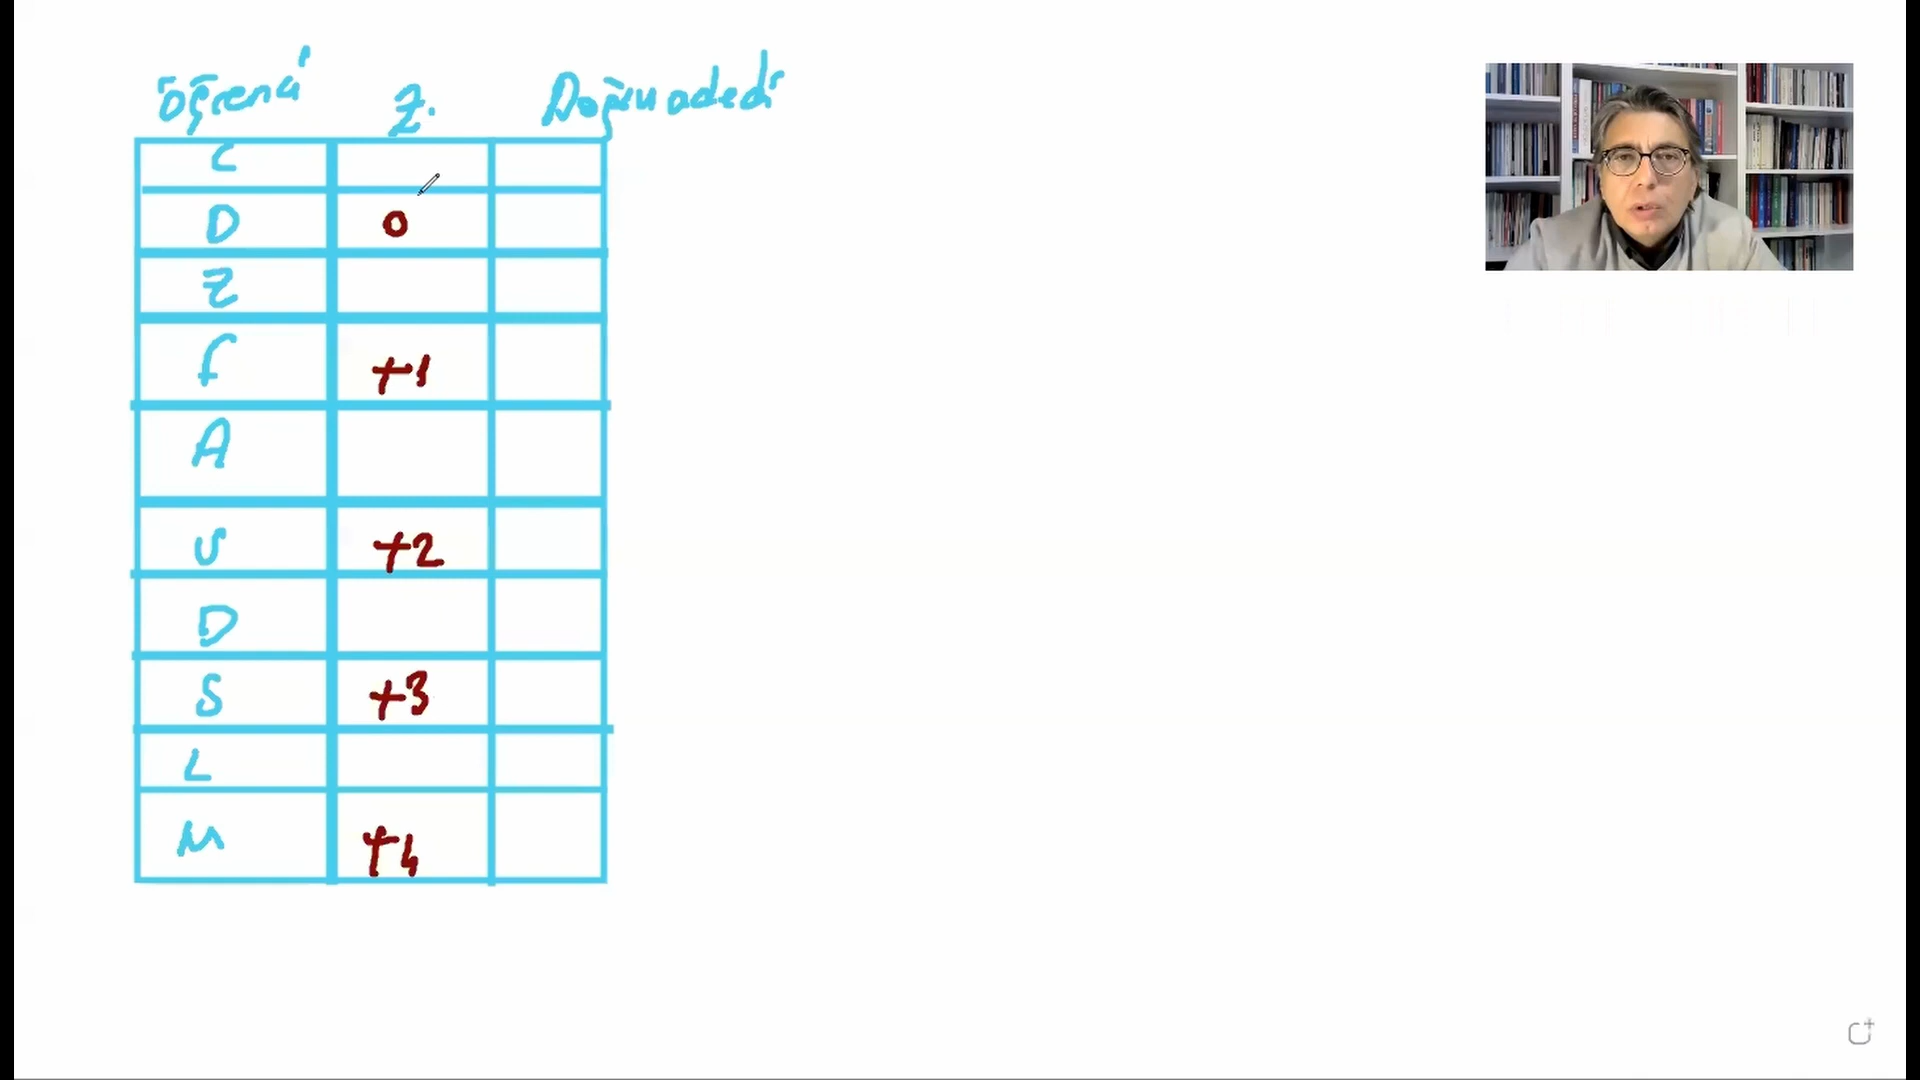 öğrenci Z. Doğru adedi
C
D 0
Z
F +1
A
U +2
D
S +3
L
M +4